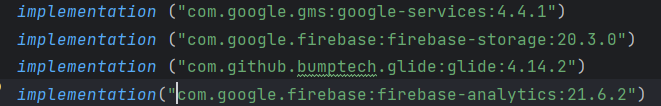 implementation ("com.google.gms:google-services:4.4.1")
implementation ("com.google.firebase:firebase-storage:20.3.0")
implementation ("com.github.bumptech.glide:glide:4.14.2")
implementation("com.google.firebase:firebase-analytics:21.6.2")